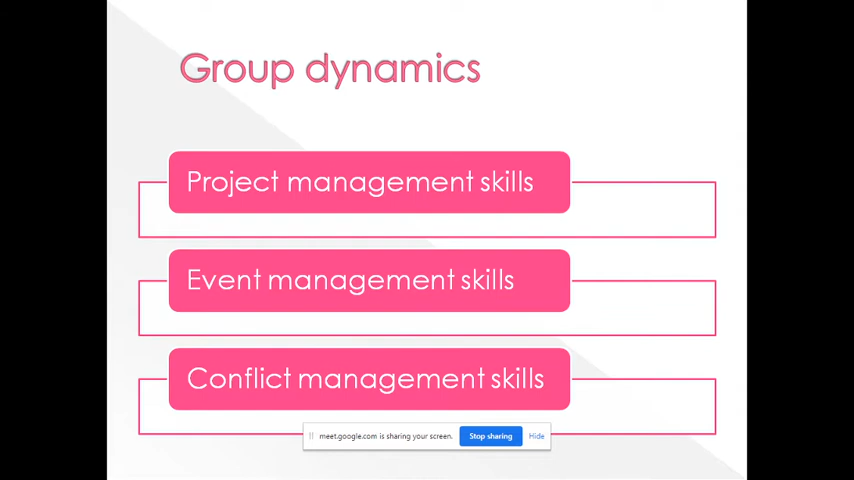 Group dynamics
Project management skills
Event management skills
Conflict management skills
meet.google.com is sharing your screen. Stop sharing Hide